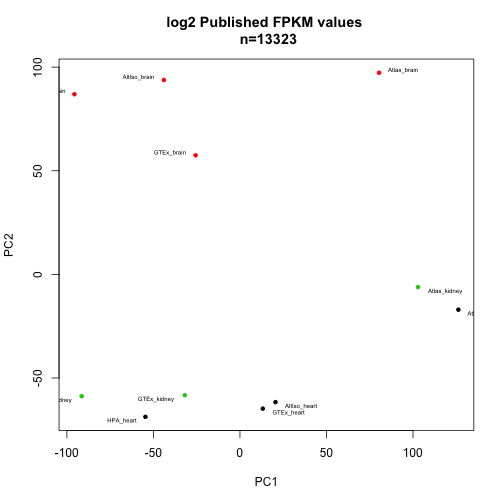 log2 Published FPKM values
n=13323
Atlas_brain
AltIso_brain
GTEx_brain
Atlas_kidney
GTEx_kidney
AltIso_heart
GTEx_heart
HPA_heart
dney
100
50
0
-50
PC2
-100
-50
0
50
100
PC1